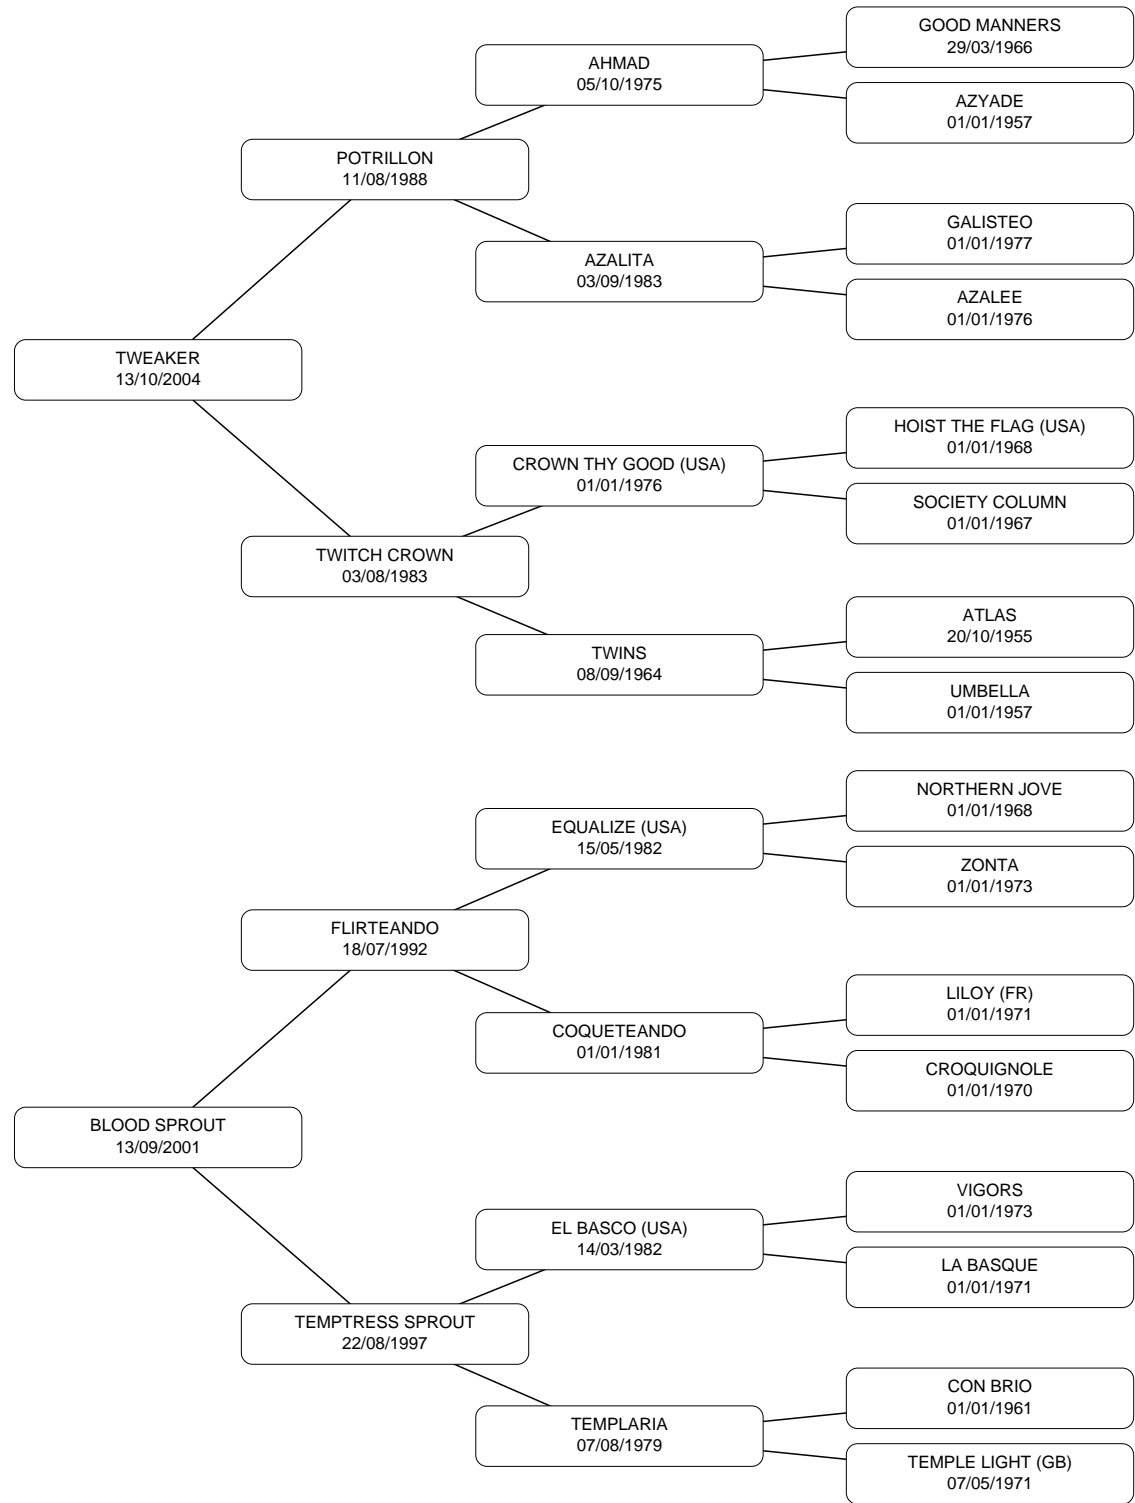 GOOD MANNERS
29/03/1966
AHMAD
05/10/1975
AZYADE
01/01/1957
POTRILLON
11/08/1988
GALISTEO
01/01/1977
AZALITA
03/09/1983
AZALEE
01/01/1976
TWEAKER
13/10/2004
HOIST THE FLAG (USA)
01/01/1968
CROWN THY GOOD (USA)
01/01/1976
SOCIETY COLUMN
01/01/1967
TWITCH CROWN
03/08/1983
ATLAS
20/10/1955
TWINS
08/09/1964
UMBELLA
01/01/1957
NORTHERN JOVE
01/01/1968
EQUALIZE (USA)
15/05/1982
ZONTA
01/01/1973
FLIRTEANDO
18/07/1992
LILOY (FR)
01/01/1971
COQUETEANDO
01/01/1981
CROQUIGNOLE
01/01/1970
BLOOD SPROUT
13/09/2001
VIGORS
01/01/1973
EL BASCO (USA)
14/03/1982
LA BASQUE
01/01/1971
TEMPTRESS SPROUT
22/08/1997
CON BRIO
01/01/1961
TEMPLARIA
07/08/1979
TEMPLE LIGHT (GB)
07/05/1971